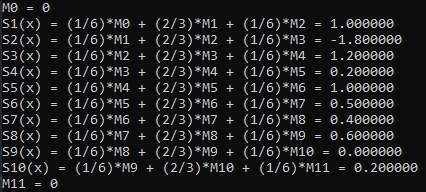 M0 = 0
S1(x) = (1/6)*M0 + (2/3)*M1 + (1/6)*M2 = 1.000000
S2(x) = (1/6)*M1 + (2/3)*M2 + (1/6)*M3 = -1.800000
S3(x) = (1/6)*M2 + (2/3)*M3 + (1/6)*M4 = 1.200000
S4(x) = (1/6)*M3 + (2/3)*M4 + (1/6)*M5 = 0.200000
S5(x) = (1/6)*M4 + (2/3)*M5 + (1/6)*M6 = 1.000000
S6(x) = (1/6)*M5 + (2/3)*M6 + (1/6)*M7 = 0.500000
S7(x) = (1/6)*M6 + (2/3)*M7 + (1/6)*M8 = 0.400000
S8(x) = (1/6)*M7 + (2/3)*M8 + (1/6)*M9 = 0.600000
S9(x) = (1/6)*M8 + (2/3)*M9 + (1/6)*M10 = 0.000000
S10(x) = (1/6)*M9 + (2/3)*M10 + (1/6)*M11 = 0.200000
M11 = 0